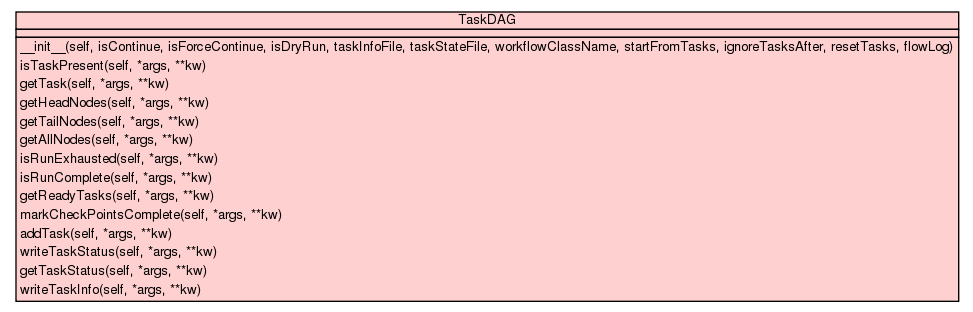 TaskDAG
__init__(self, isContinue, isForceContinue, isDryRun, taskInfoFile, taskStateFile, workflowClassName, startFromTasks, ignoreTasksAfter, resetTasks, flowLog)
isTaskPresent(self, *args, **kw)
getTask(self, *args, **kw)
getHeadNodes(self, *args, **kw)
getTailNodes(self, *args, **kw)
getAllNodes(self, *args, **kw)
isRunExhausted(self, *args, **kw)
isRunComplete(self, *args, **kw)
getReadyTasks(self, *args, **kw)
markCheckPointsComplete(self, *args, **kw)
addTask(self, *args, **kw)
writeTaskStatus(self, *args, **kw)
getTaskStatus(self, *args, **kw)
writeTaskInfo(self, *args, **kw)